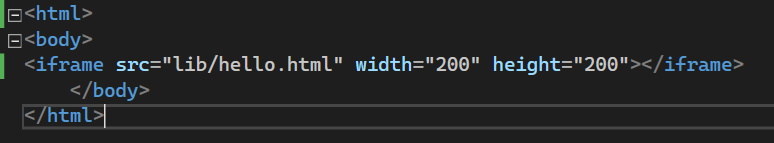 <html>
<body>
<iframe src="lib/hello.html" width="200" height="200"></iframe>
    </body>
</html>